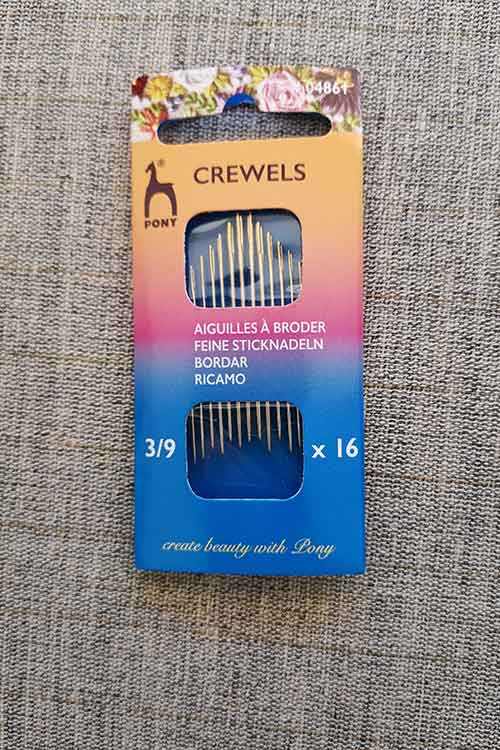 04861
®
CREWELS
PONY
AIGUILLES À BRODER
FEINE STICKNADELN
BORDAR
RICAMO
3/9 x 16
create beauty with Pony